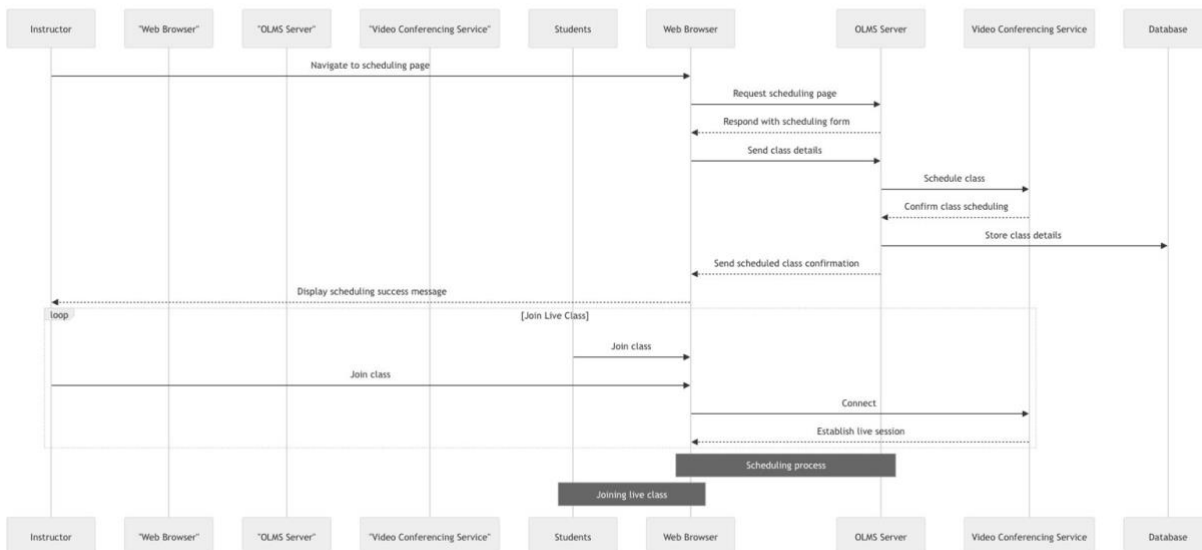 Instructor
"Web Browser"
"OLMS Server"
"Video Conferencing Service"
Students
Web Browser
OLMS Server
Video Conferencing Service
Database
Navigate to scheduling page
Request scheduling page
Respond with scheduling form
Send class details
Schedule class
Confirm class scheduling
Store class details
Send scheduled class confirmation
Display scheduling success message
loop
[Join Live Class]
Join class
Join class
Connect
Establish live session
Scheduling process
Joining live class
Instructor
"Web Browser"
"OLMS Server"
"Video Conferencing Service"
Students
Web Browser
OLMS Server
Video Conferencing Service
Database